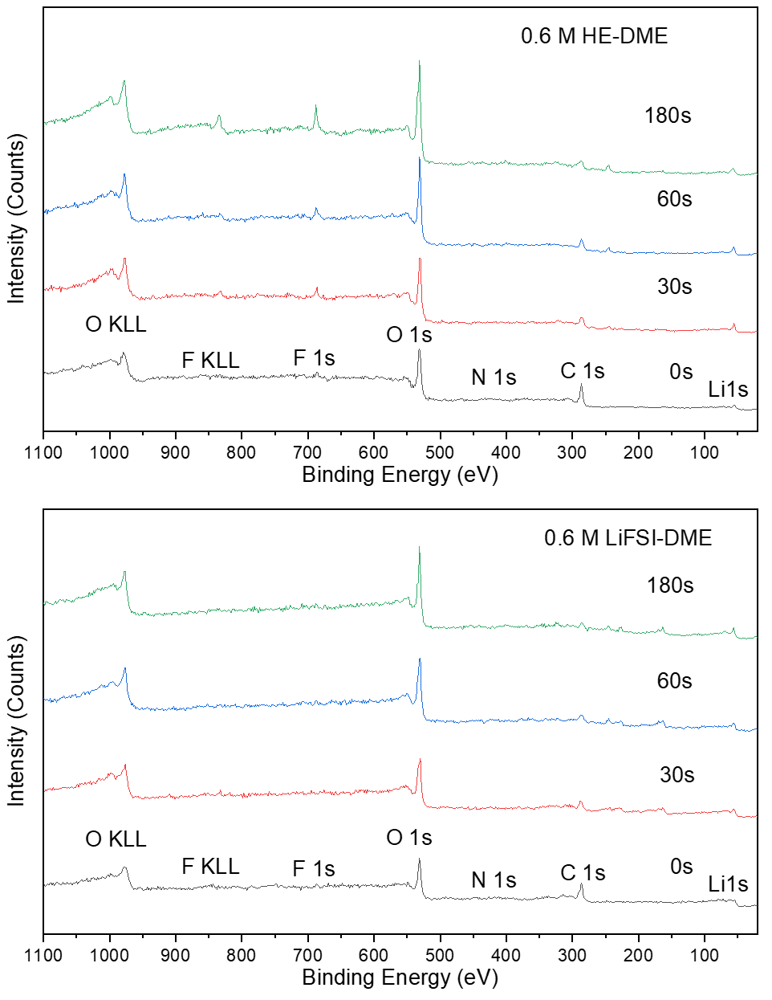 0.6 M HE-DME
180s
60s
30s
O KLL
F KLL
F 1s
O 1s
N 1s
C 1s
0s
Li1s
Intensity (Counts)
1100 1000 900 800 700 600 500 400 300 200 100
Binding Energy (eV)
0.6 M LiFSI-DME
180s
60s
30s
O KLL
F KLL
F 1s
O 1s
N 1s
C 1s
0s
Li1s
Intensity (Counts)
1100 1000 900 800 700 600 500 400 300 200 100
Binding Energy (eV)